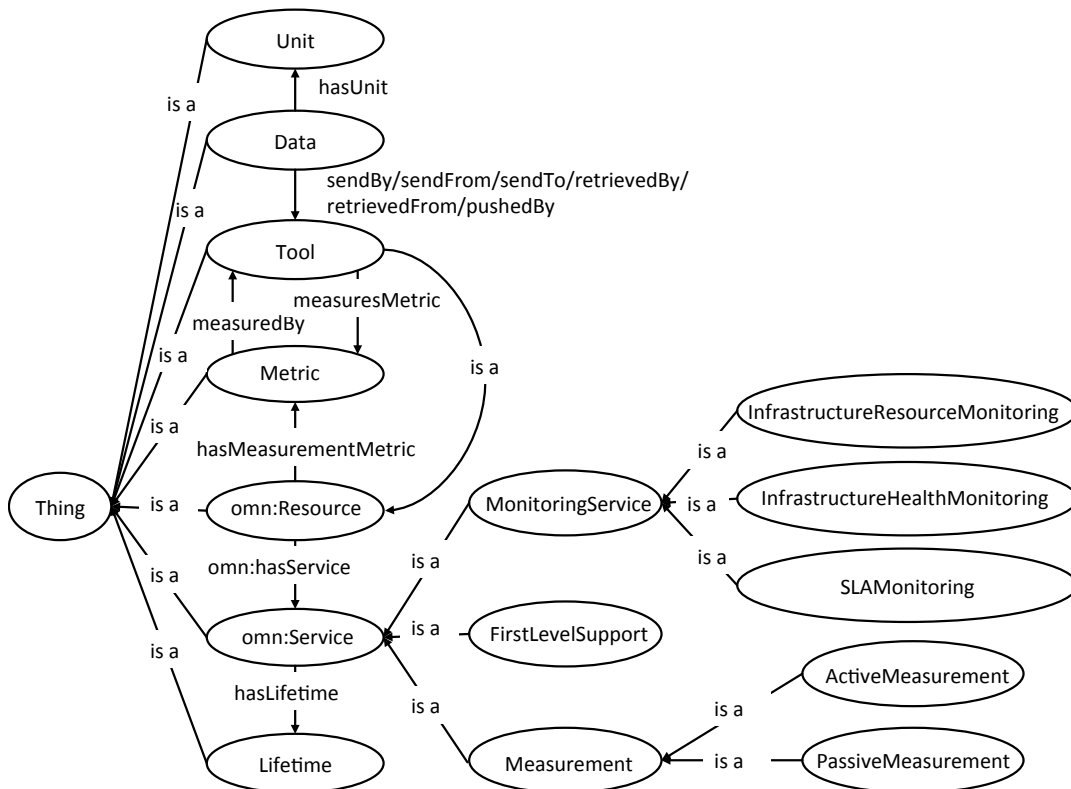 Unit
is a
hasUnit
Data
sendBy/sendFrom/sendTo/retrievedBy/
retrievedFrom/pushedBy
is a
Tool
measuresMetric
measuredBy
is a
is a
Metric
is a
hasMeasurementMetric
InfrastructureResourceMonitoring
is a
Thing
is a
omn:Resource
MonitoringService
is a
InfrastructureHealthMonitoring
omn:hasService
is a
is a
is a
SLAMonitoring
omn:Service
is a
FirstLevelSupport
is a
hasLifetime
is a
ActiveMeasurement
is a
Lifetime
Measurement
is a
PassiveMeasurement